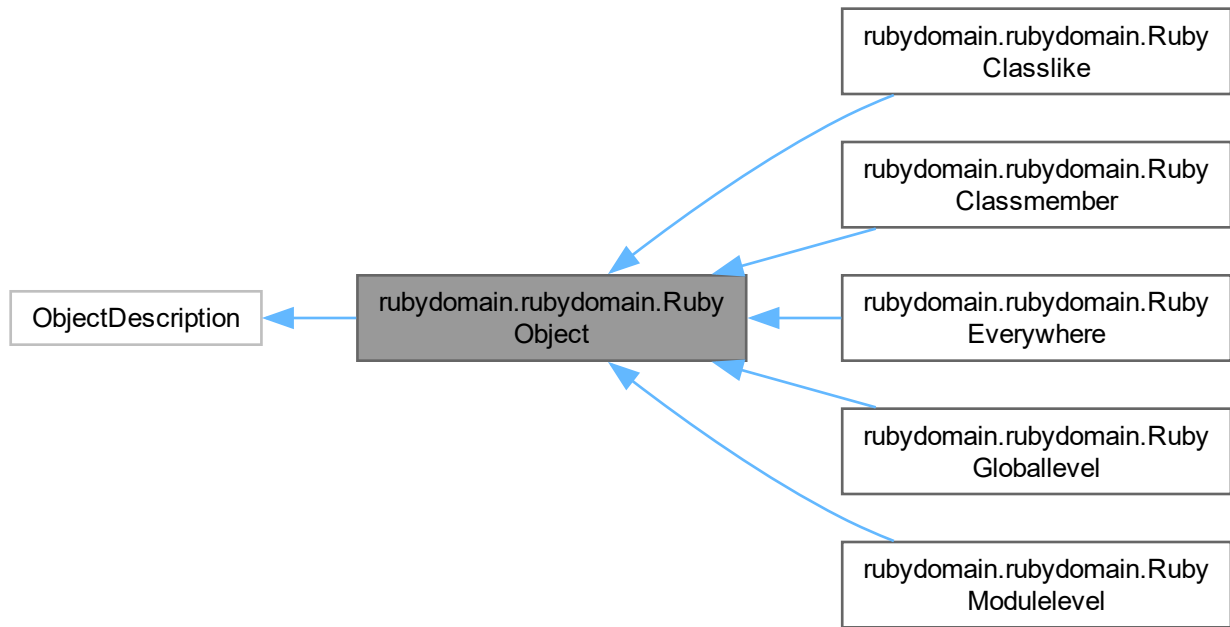 rubydomain.rubydomain.Ruby
Classlike
rubydomain.rubydomain.Ruby
Classmember
ObjectDescription
rubydomain.rubydomain.Ruby
Object
rubydomain.rubydomain.Ruby
Everywhere
rubydomain.rubydomain.Ruby
Globallevel
rubydomain.rubydomain.Ruby
Modulelevel